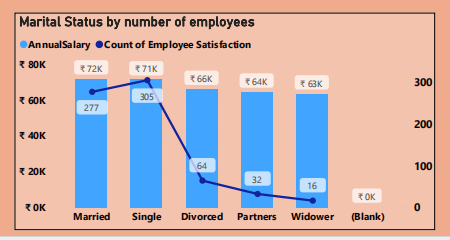 Marital Status by number of employees
AnnualSalary Count of Employee Satisfaction
₹ 80K
₹ 72K ₹ 71K ₹ 66K ₹ 64K ₹ 63K
300
₹ 60K
277 305
200
₹ 40K
₹ 20K
64 32 16
100
₹ 0K
₹ 0K
0
Married Single Divorced Partners Widower (Blank)